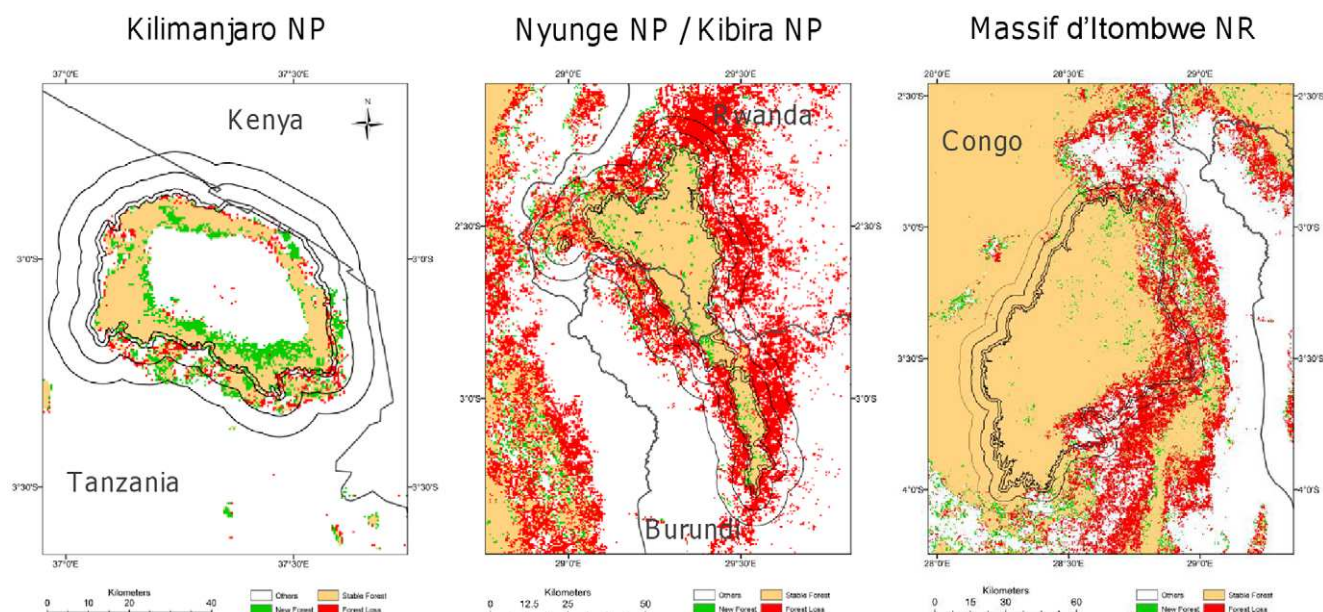 Kilimanjaro NP
37°0'E
37°30'E
N
Kenya
3°0'S
3°0'S
Tanzania
3°30'S
3°30'S
37°0'E
37°30'E
Kilometers
0 10 20 40
Others
Stable Forest
New Forest
Forest Loss
Nyunge NP / Kibira NP
29°0'E
29°30'E
Rwanda
2°30'S
2°30'S
3°0'S
3°0'S
Burundi
29°0'E
29°30'E
Kilometers
0 12.5 25 50
Others
Stable Forest
New Forest
Forest Loss
Massif d'Itombwe NR
28°0'E
28°30'E
29°0'E
2°30'S
2°30'S
Congo
3°0'S
3°0'S
3°30'S
3°30'S
4°0'S
4°0'S
28°0'E
28°30'E
29°0'E
Kilometers
0 15 30 60
Others
Stable Forest
New Forest
Forest Loss